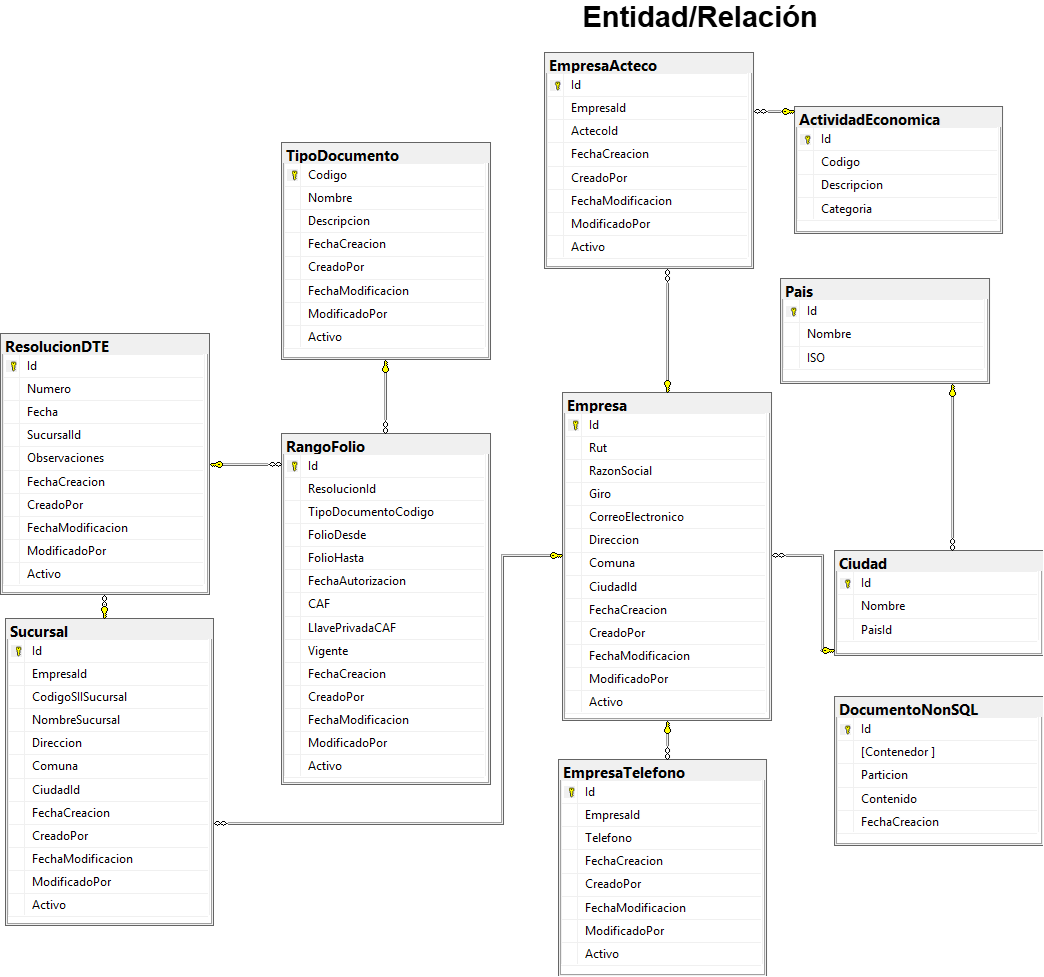 Entidad/Relación
EmpresaActeco
Id
EmpresaId
ActecoId
FechaCreacion
CreadoPor
FechaModificacion
ModificadoPor
Activo
ActividadEconomica
Id
Codigo
Descripcion
Categoria
TipoDocumento
Codigo
Nombre
Descripcion
FechaCreacion
CreadoPor
FechaModificacion
ModificadoPor
Activo
Pais
Id
Nombre
ISO
ResolucionDTE
Id
Numero
Fecha
SucursalId
Observaciones
FechaCreacion
CreadoPor
FechaModificacion
ModificadoPor
Activo
RangoFolio
Id
ResolucionId
TipoDocumentoCodigo
FolioDesde
FolioHasta
FechaAutorizacion
CAF
LlavePrivadaCAF
Vigente
FechaCreacion
CreadoPor
FechaModificacion
ModificadoPor
Activo
Empresa
Id
Rut
RazonSocial
Giro
CorreoElectronico
Direccion
Comuna
CiudadId
FechaCreacion
CreadoPor
FechaModificacion
ModificadoPor
Activo
Ciudad
Id
Nombre
PaisId
Sucursal
Id
EmpresaId
CodigoSIISucursal
NombreSucursal
Direccion
Comuna
CiudadId
FechaCreacion
CreadoPor
FechaModificacion
ModificadoPor
Activo
DocumentoNonSQL
Id
[Contenedor ]
Particion
Contenido
FechaCreacion
EmpresaTelefono
Id
EmpresaId
Telefono
FechaCreacion
CreadoPor
FechaModificacion
ModificadoPor
Activo